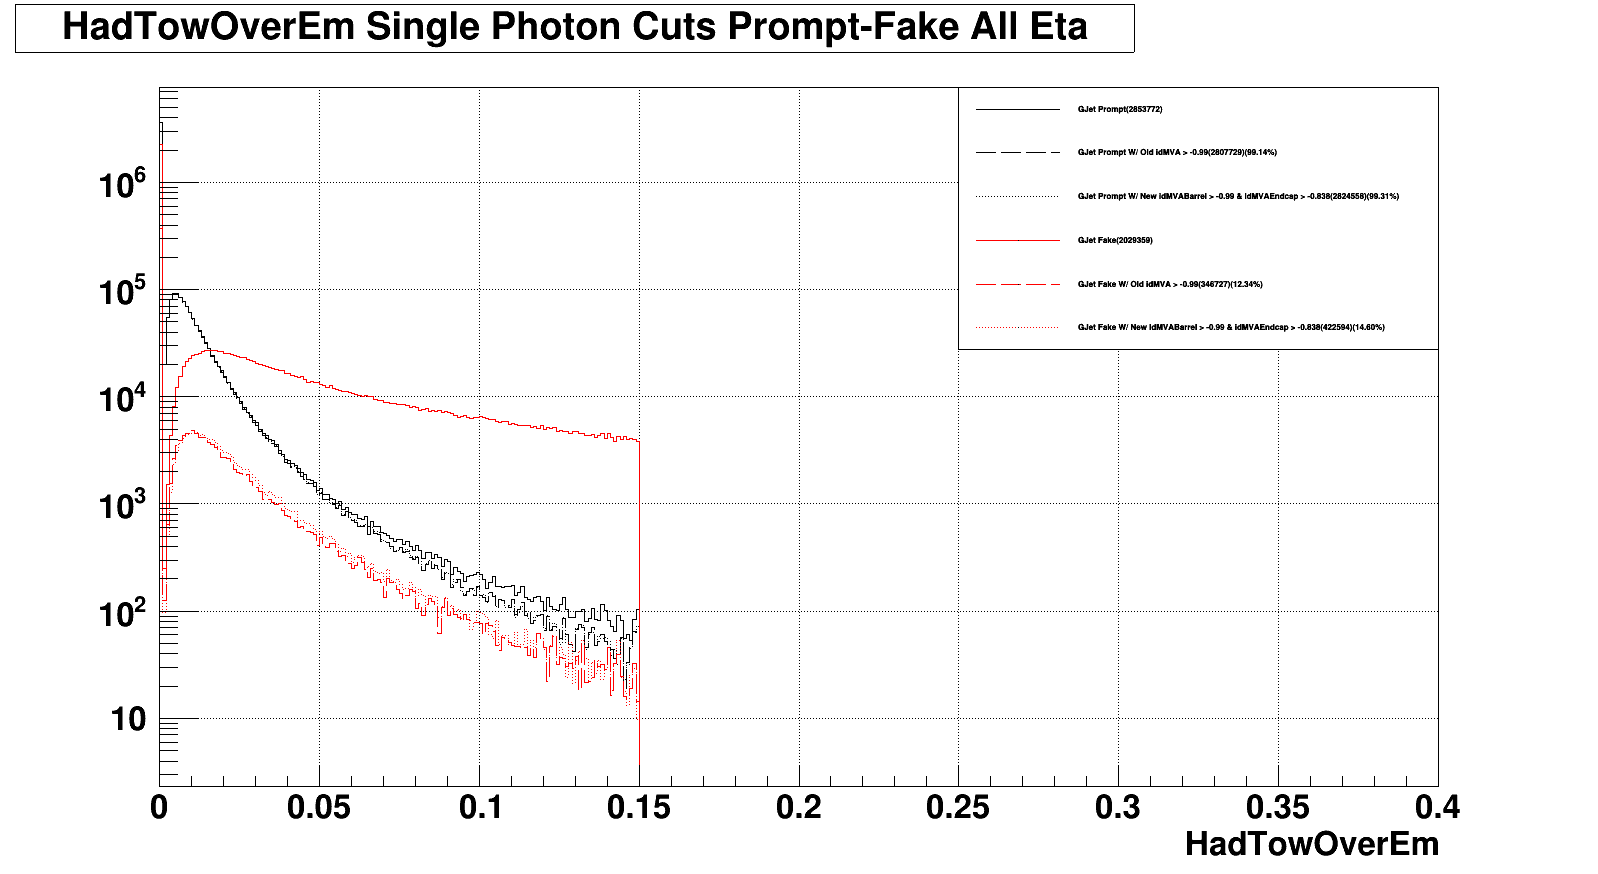 HadTowOverEm Single Photon Cuts Prompt-Fake All Eta
GJet Prompt(2853772)
GJet Prompt W/ Old idMVA > -0.99(2807729)(99.14%)
GJet Prompt W/ New idMVABarrel > -0.99 & idMVAEndcap > -0.838(2824558)(99.31%)
GJet Fake(2029359)
GJet Fake W/ Old idMVA > -0.99(346727)(12.34%)
GJet Fake W/ New idMVABarrel > -0.99 & idMVAEndcap > -0.838(422594)(14.60%)
10^6
10^5
10^4
10^3
10^2
10
0 0.05 0.1 0.15 0.2 0.25 0.3 0.35 0.4
HadTowOverEm